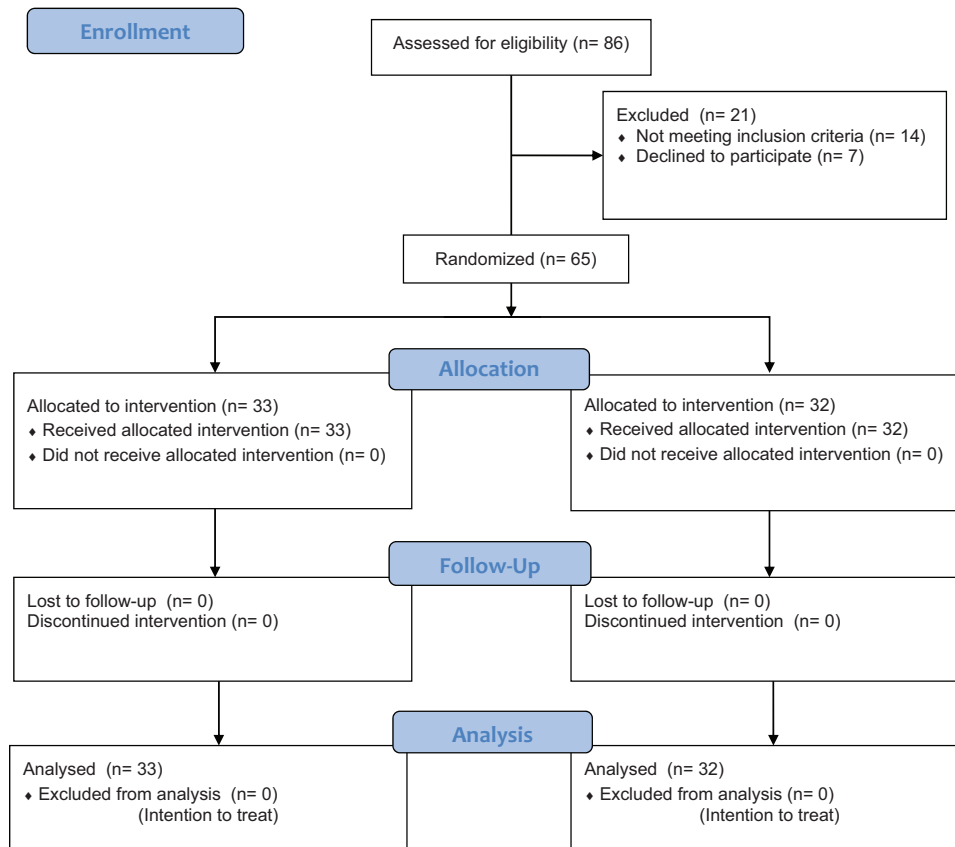 Enrollment
Assessed for eligibility (n= 86)
Excluded (n= 21)
♦ Not meeting inclusion criteria (n= 14)
♦ Declined to participate (n= 7)
Randomized (n= 65)
Allocation
Allocated to intervention (n= 33)
♦ Received allocated intervention (n= 33)
♦ Did not receive allocated intervention (n= 0)
Allocated to intervention (n= 32)
♦ Received allocated intervention (n= 32)
♦ Did not receive allocated intervention (n= 0)
Follow-Up
Lost to follow-up (n= 0)
Discontinued intervention (n= 0)
Lost to follow-up (n= 0)
Discontinued intervention (n= 0)
Analysis
Analysed (n= 33)
♦ Excluded from analysis (n= 0)
(Intention to treat)
Analysed (n= 32)
♦ Excluded from analysis (n= 0)
(Intention to treat)